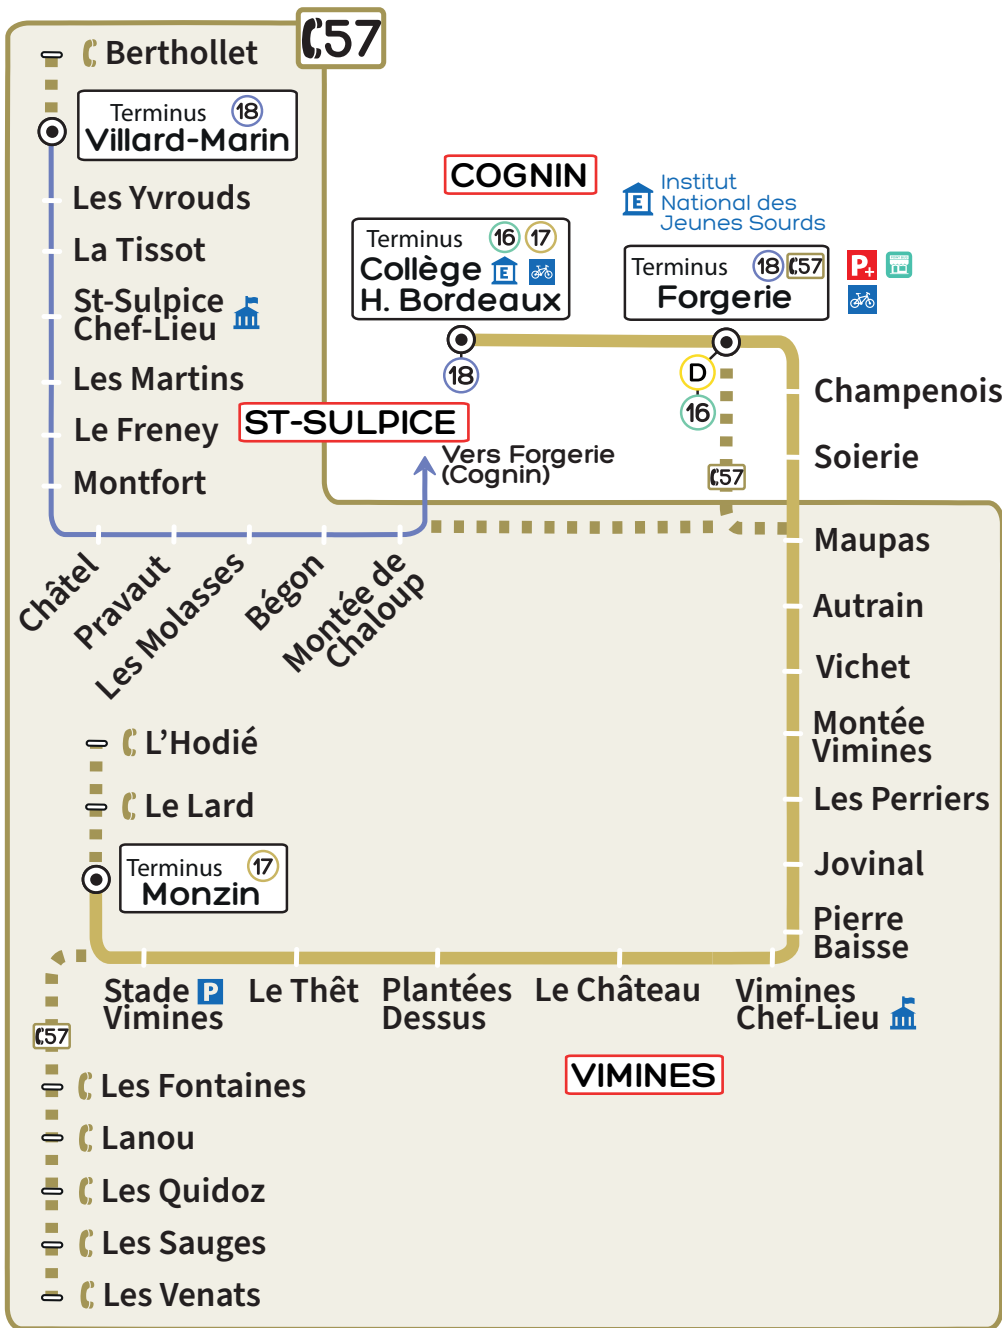 57
Berthollet
Terminus 18
Villard-Marin
Les Yvrouds
La Tissot
St-Sulpice
Chef-Lieu
Les Martins
Le Freney
Montfort
Châtel
Pravaut
Les Molasses
Bégon
Montée de
Chaloup
ST-SULPICE
Vers Forgerie
(Cognin)
COGNIN
Terminus 16 17
Collège E
H. Bordeaux
18
E
Institut
National des
Jeunes Sourds
Terminus 18 57
Forgerie
P+
D
16
57
Champenois
Soierie
Maupas
Autrain
Vichet
Montée
Vimines
Les Perriers
Jovinal
Pierre
Baisse
L'Hodié
Le Lard
Terminus 17
Monzin
Stade P
Vimines
Le Thêt
Plantées
Dessus
Le Château
Vimines
Chef-Lieu
VIMINES
57
Les Fontaines
Lanou
Les Quidoz
Les Sauges
Les Venats